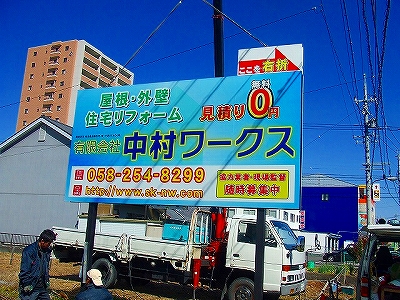 ここを右折
屋根・外壁
住宅リフォーム
無料
見積り0円
有限会社 中村ワークス
058-254-8299
http://www.sk-nw.com
協力業者・現場監督
随時募集中